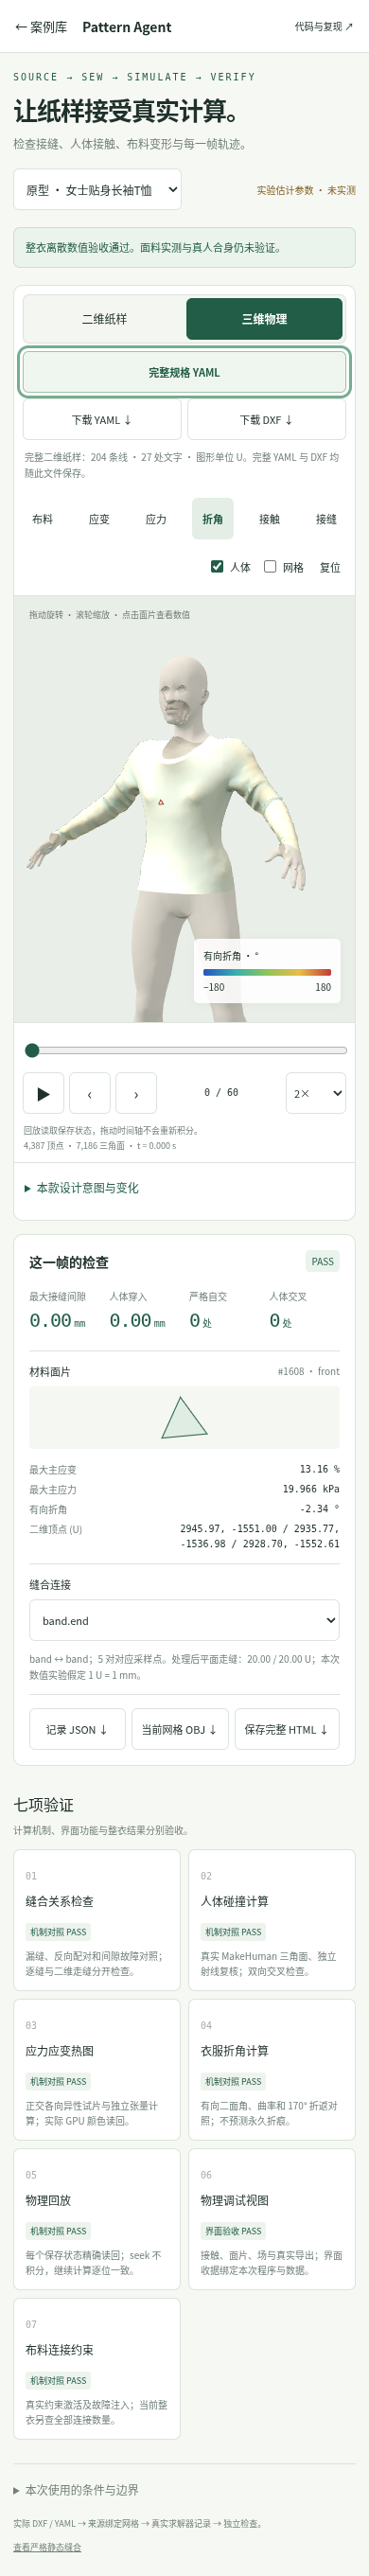 ← 案例库 Pattern Agent 代码与复现 ↗
SOURCE → SEW → SIMULATE → VERIFY
让纸样接受真实计算。
检查接缝、人体接触、布料变形与每一帧轨迹。
原型 · 女士贴身长袖T恤 实验估计参数 · 未实测
整衣离散数值验收通过。面料实测与真人合身仍未验证。
二维纸样 三维物理
完整规格 YAML
下载 YAML ↓ 下载 DXF ↓
完整二维纸样：204 条线 · 27 处文字 · 图形单位 U。完整 YAML 与 DXF 均
随此文件保存。
布料 应变 应力 折角 接触 接缝
人体 网格 复位
拖动旋转 · 滚轮缩放 · 点击面片查看数值
有向折角 · °
−180 180
▶ ‹ › 0 / 60 2×
回放读取保存状态，拖动时间轴不会重新积分。
4,387 顶点 · 7,186 三角面 · t = 0.000 s
▶ 本款设计意图与变化
这一帧的检查 PASS
最大接缝间隙 人体穿入 严格自交 人体交叉
0.00 mm 0.00 mm 0 处 0 处
材料面片 #1608 · front
最大主应变 13.16 %
最大主应力 19.966 kPa
有向折角 -2.34 °
二维顶点 (U) 2945.97, -1551.00 / 2935.77,
-1536.98 / 2928.70, -1552.61
缝合连接
band.end
band ↔ band；5 对对应采样点。处理后平面走缝：20.00 / 20.00 U；本次
数值实验假定 1 U = 1 mm。
记录 JSON ↓ 当前网格 OBJ ↓ 保存完整 HTML ↓
七项验证
计算机制、界面功能与整衣结果分别验收。
01
缝合关系检查
机制对照 PASS
漏缝、反向配对和间隙故障对照；
逐缝与二维走缝分开检查。
02
人体碰撞计算
机制对照 PASS
真实 MakeHuman 三角面、独立
射线复核；双向交叉检查。
03
应力应变热图
机制对照 PASS
正交各向异性试片与独立张量计
算；实际 GPU 颜色读回。
04
衣服折角计算
机制对照 PASS
有向二面角、曲率和 170° 折返对
照；不预测永久折痕。
05
物理回放
机制对照 PASS
每个保存状态精确读回；seek 不
积分，继续计算逐位一致。
06
物理调试视图
界面验收 PASS
接触、面片、场与真实导出；界面
收据绑定本次程序与数据。
07
布料连接约束
机制对照 PASS
真实约束激活及故障注入；当前整
衣另查全部连接数量。
▶ 本次使用的条件与边界
实际 DXF / YAML → 来源绑定网格 → 真实求解器记录 → 独立检查。
查看严格静态缝合